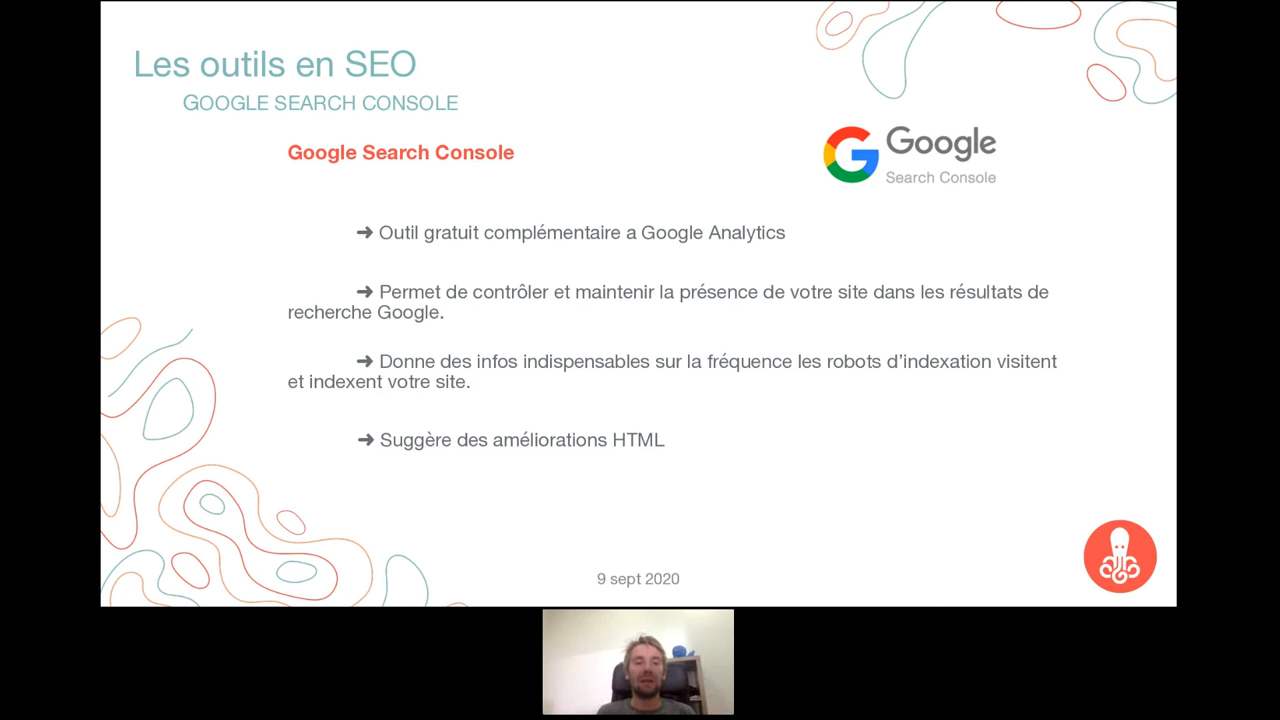 Les outils en SEO
GOOGLE SEARCH CONSOLE
Google Search Console
Google
Search Console
➜ Outil gratuit complémentaire a Google Analytics
➜ Permet de contrôler et maintenir la présence de votre site dans les résultats de
recherche Google.
➜ Donne des infos indispensables sur la fréquence les robots d’indexation visitent
et indexent votre site.
➜ Suggère des améliorations HTML
9 sept 2020